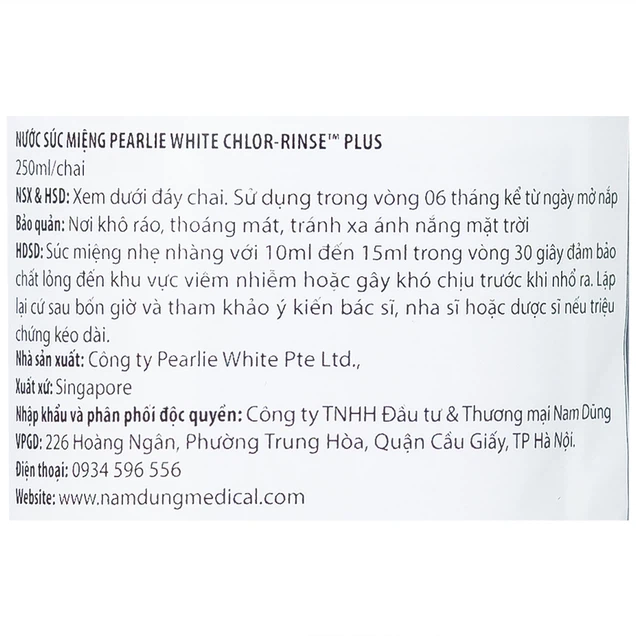 NƯỚC SÚC MIỆNG PEARLIE WHITE CHLOR-RINSE™ PLUS
250ml/chai
NSX & HSD: Xem dưới đáy chai. Sử dụng trong vòng 06 tháng kể từ ngày mở nắp
Bảo quản: Nơi khô ráo, thoáng mát, tránh xa ánh nắng mặt trời
HDSD: Súc miệng nhẹ nhàng với 10ml đến 15ml trong vòng 30 giây đảm bảo
chất lỏng đến khu vực viêm nhiễm hoặc gây khó chịu trước khi nhổ ra. Lặp
lại cứ sau bốn giờ và tham khảo ý kiến bác sĩ, nha sĩ hoặc dược sĩ nếu triệu
chứng kéo dài.
Nhà sản xuất: Công ty Pearlie White Pte Ltd.,
Xuất xứ: Singapore
Nhập khẩu và phân phối độc quyền: Công ty TNHH Đầu tư & Thương mại Nam Dũng
VPGD: 226 Hoàng Ngân, Phường Trung Hòa, Quận Cầu Giấy, TP Hà Nội.
Điện thoại: 0934 596 556
Website: www.namdungmedical.com